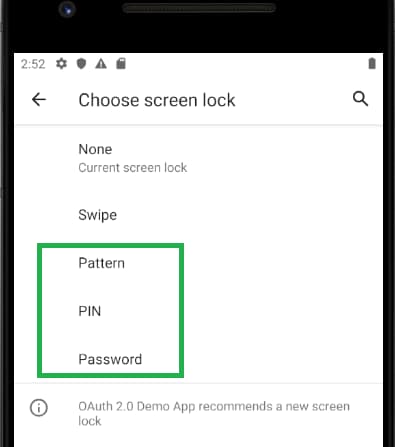 2:52
Choose screen lock
None
Current screen lock
Swipe
Pattern
PIN
Password
OAuth 2.0 Demo App recommends a new screen
lock